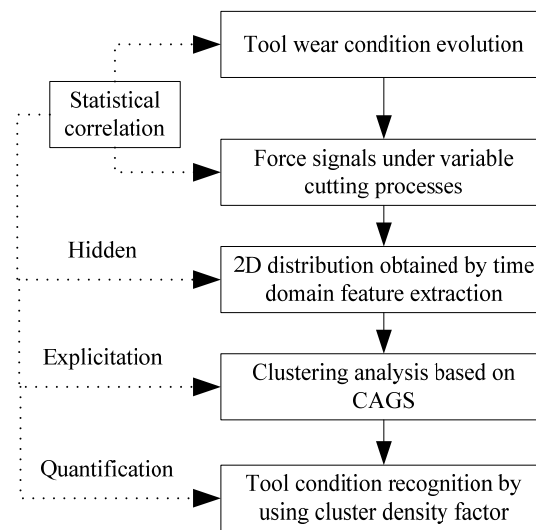 Tool wear condition evolution
Statistical
correlation
Force signals under variable
cutting processes
Hidden
2D distribution obtained by time
domain feature extraction
Explicitation
Clustering analysis based on
CAGS
Quantification
Tool condition recognition by
using cluster density factor